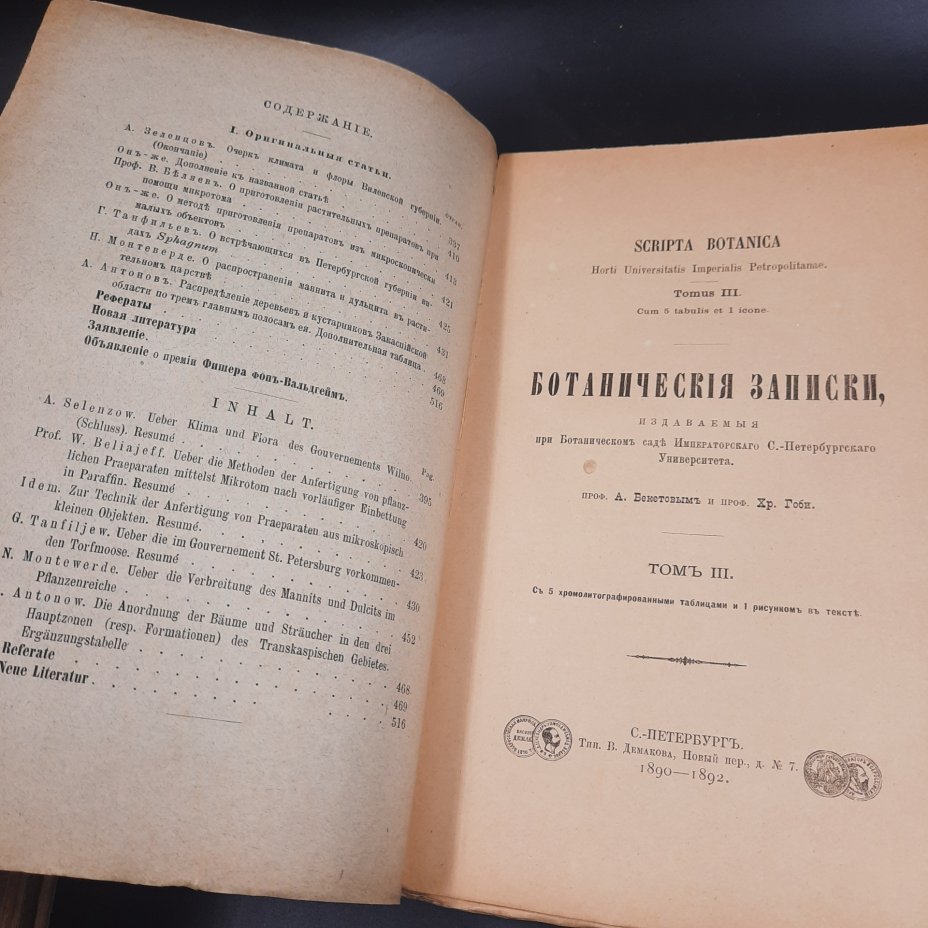 СОДЕРЖАНІЕ.
I. Оригинальныя статьи.
СТРАН.
А. Зеленцовъ. Очеркъ климата и флоры Виленской губерніи.
(Окончаніе) 337
Онъ-же. Дополненіе къ названной статьѣ
Проф. В. Бѣляевъ. О приготовленіи растительныхъ препаратовъ при
помощи микротома 410
Онъ-же. О методѣ приготовленія препаратовъ изъ микроскопически
малыхъ объектовъ 415
Г. Танфильевъ. О встрѣчающихся въ Петербургской губерніи ви-
дахъ Sphagnum 421
Н. Монтеверде. О распространеніи маннита и дульцита въ расти-
тельномъ царствѣ 425
А. Антоновъ. Распредѣленіе деревьевъ и кустарниковъ Закаспійской
области по тремъ главнымъ полосамъ ея. Дополнительная таблица 431
Рефераты 468
Новая литература 469
Заявленіе. 516
Объявленіе о преміи Фишера фонъ-Вальдгеймъ.
INHALT.
Pag.
A. Selenzow. Ueber Klima und Flora des Gouvernements Wilno.
(Schluss). Resumé 395
Prof. W. Beliajeff. Ueber die Methoden der Anfertigung von pflanz-
lichen Praeparaten mittelst Mikrotom nach vorläufiger Einbettung
in Paraffin. Resumé 420
Idem. Zur Technik der Anfertigung von Praeparaten aus mikroskopisch
kleinen Objekten. Resumé. 423
G. Tanfiljew. Ueber die im Gouvernement St. Petersburg vorkommen-
den Torfmoose. Resumé 430
N. Montewerde. Ueber die Verbreitung des Mannits und Dulcits im
Pflanzenreiche 452
. Antonow. Die Anordnung der Bäume und Sträucher in den drei
Hauptzonen (resp. Formationen) des Transkaspischen Gebietes.
Ergänzungstabelle 468
Referate 469
Neue Literatur 516
SCRIPTA BOTANICA
Horti Universitatis Imperialis Petropolitanae.
Tomus III.
Cum 5 tabulis et 1 icone.
БОТАНИЧЕСКІЯ ЗАПИСКИ,
ИЗДАВАЕМЫЯ
при Ботаническомъ садѣ Императорскаго С.-Петербургскаго
Университета.
проф. А. Бекетовымъ и проф. Хр. Гоби.
ТОМЪ III.
Съ 5 хромолитографированными таблицами и 1 рисункомъ въ текстѣ.
С.-ПЕТЕРБУРГЪ.
Тип. В. Демакова, Новый пер., д. № 7.
1890—1892.